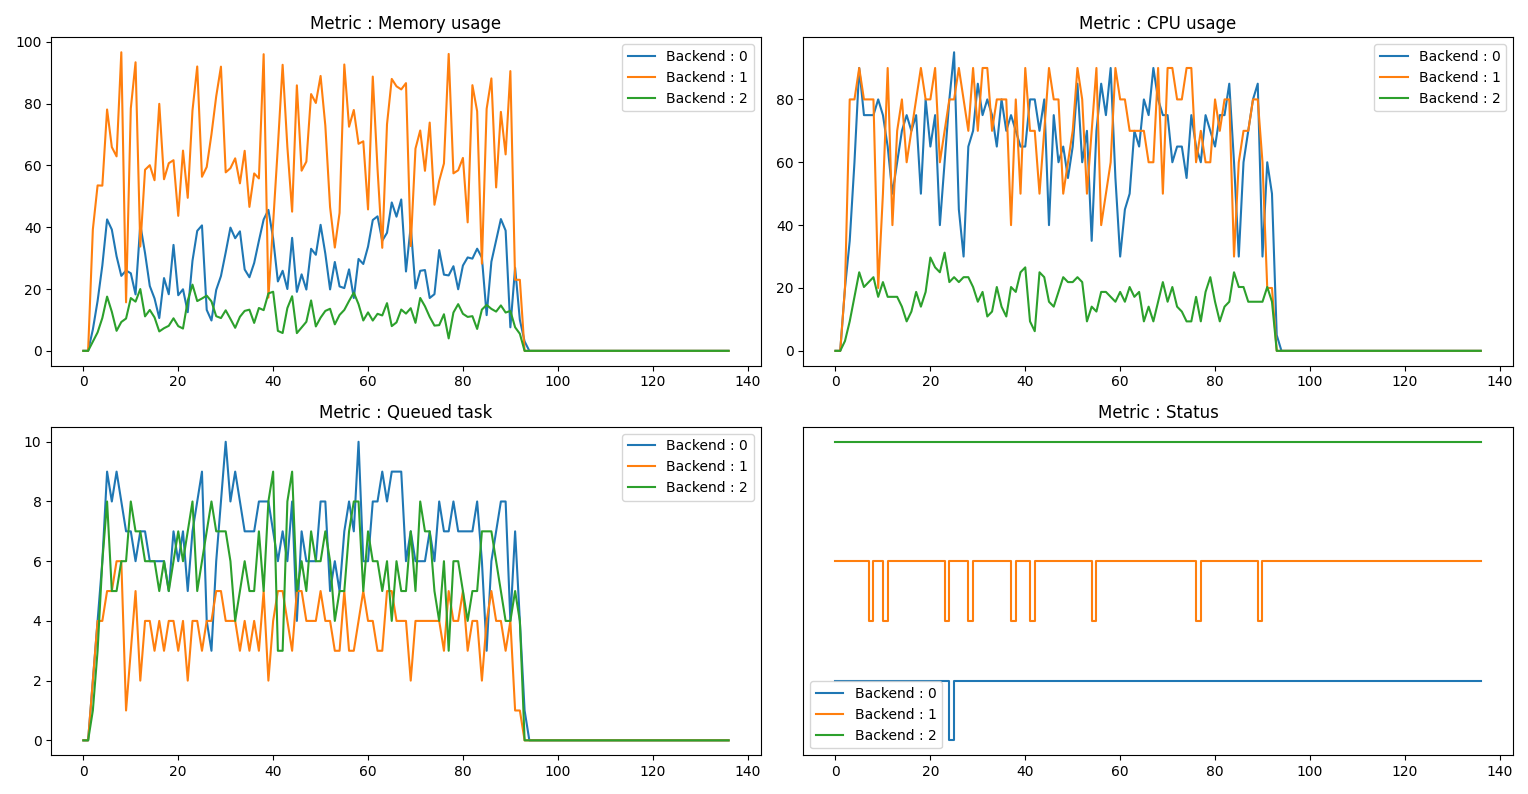 Metric : Memory usage
100
80
60
40
20
0
0 20 40 60 80 100 120 140
Backend : 0
Backend : 1
Backend : 2
Metric : CPU usage
80
60
40
20
0
0 20 40 60 80 100 120 140
Backend : 0
Backend : 1
Backend : 2
Metric : Queued task
10
8
6
4
2
0
0 20 40 60 80 100 120 140
Backend : 0
Backend : 1
Backend : 2
Metric : Status
Backend : 0
Backend : 1
Backend : 2
0 20 40 60 80 100 120 140